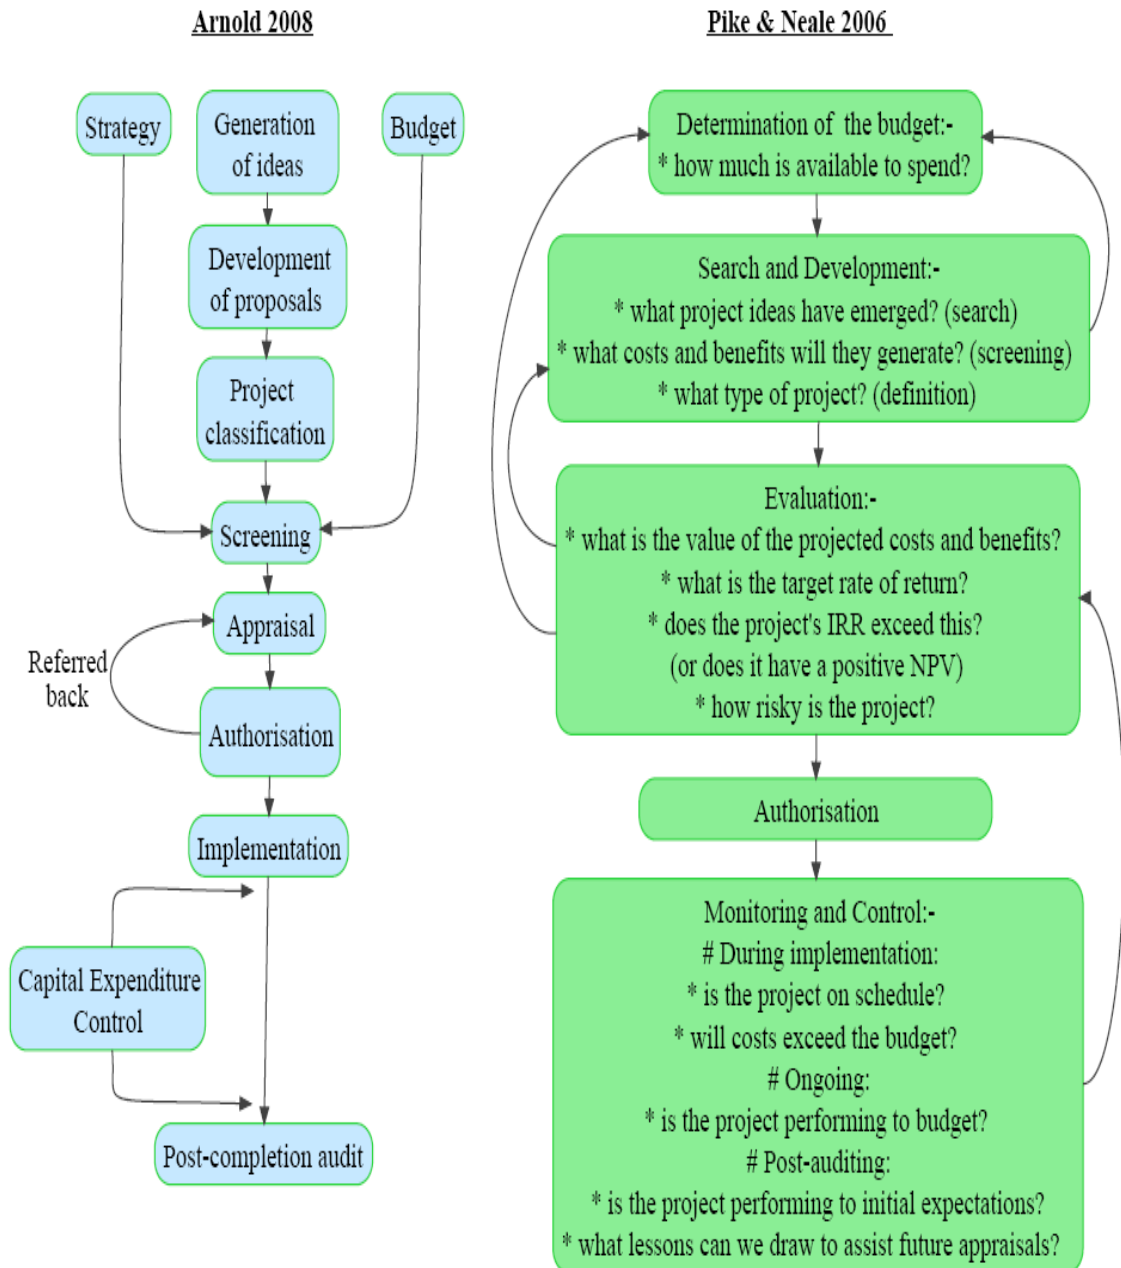 Arnold 2008
Strategy
Generation
of ideas
Budget
Development
of proposals
Project
classification
Screening
Appraisal
Referred
back
Authorisation
Implementation
Capital Expenditure
Control
Post-completion audit
Pike & Neale 2006
Determination of the budget:-
* how much is available to spend?
Search and Development:-
* what project ideas have emerged? (search)
* what costs and benefits will they generate? (screening)
* what type of project? (definition)
Evaluation:-
* what is the value of the projected costs and benefits?
* what is the target rate of return?
* does the project's IRR exceed this?
(or does it have a positive NPV)
* how risky is the project?
Authorisation
Monitoring and Control:-
# During implementation:
* is the project on schedule?
* will costs exceed the budget?
# Ongoing:
* is the project performing to budget?
# Post-auditing:
* is the project performing to initial expectations?
* what lessons can we draw to assist future appraisals?